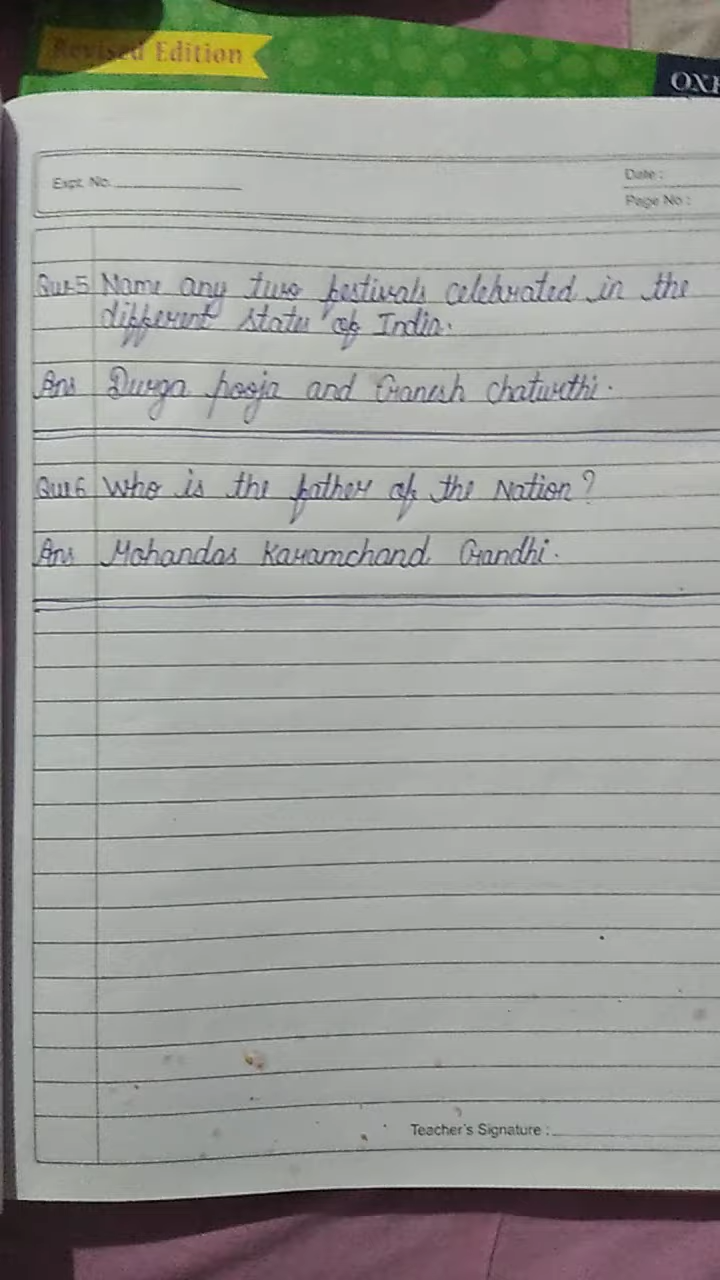 Revised Edition
OXF
Expt. No.
Date :
Page No :
Que5 Name any two festivals celebrated in the
different states of India.
Ans Durga pooja and Ganesh chaturthi.
Que6 Who is the father of the Nation?
Ans Mohandas Karamchand Gandhi.
Teacher's Signature :